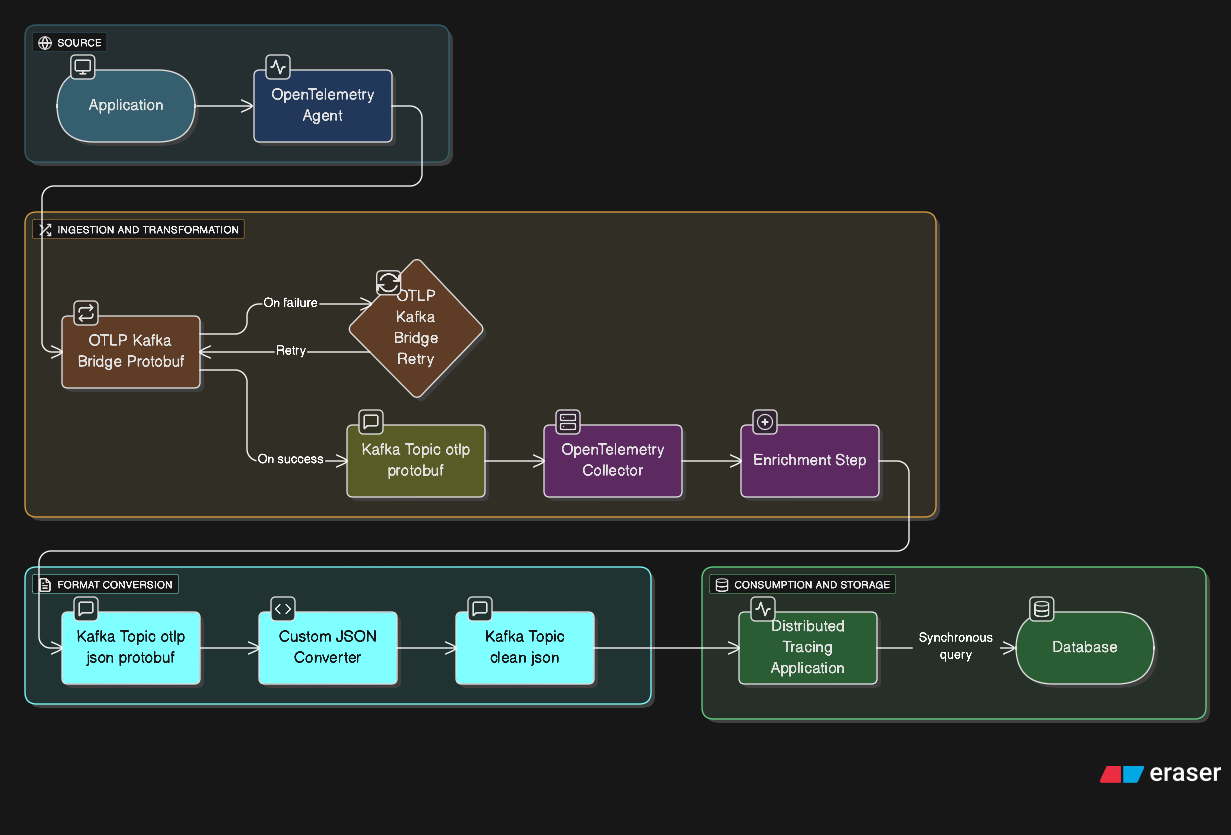 SOURCE
Application
OpenTelemetry
Agent
INGESTION AND TRANSFORMATION
OTLP Kafka
Bridge Protobuf
On failure
OTLP
Kafka
Bridge
Retry
Retry
On success
Kafka Topic otlp
protobuf
OpenTelemetry
Collector
Enrichment Step
FORMAT CONVERSION
Kafka Topic otlp
json protobuf
Custom JSON
Converter
Kafka Topic
clean json
CONSUMPTION AND STORAGE
Distributed
Tracing
Application
Synchronous
query
Database
eraser